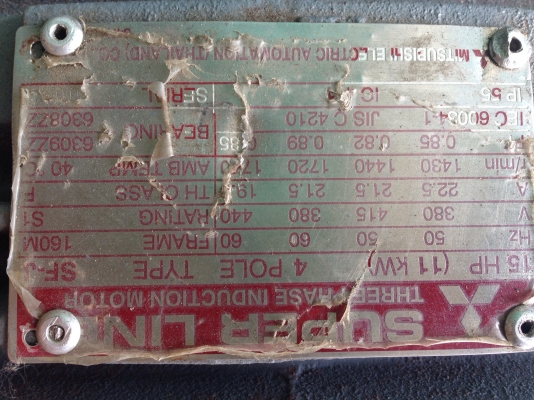 SUPER LIN
THREE-PHASE INDUCTION MOTOR
15 HP (11 kW) 4 POLE TYPE SF-
Hz 50 50 60 60 FRAME 160M
V 380 415 380 440 RATING S1
A 22.5 21.5 21.5 TH CLASS F
r/min 1430 1440 1720 AMB TEMP 40 °C
0.85 0.82 0.89 BEARING 6309ZZ
IEC 60034-1 JIS C 4210 6308ZZ
IP 55 SERIAL
MITSUBISHI ELECTRIC AUTOMATION (THAILAND) CO